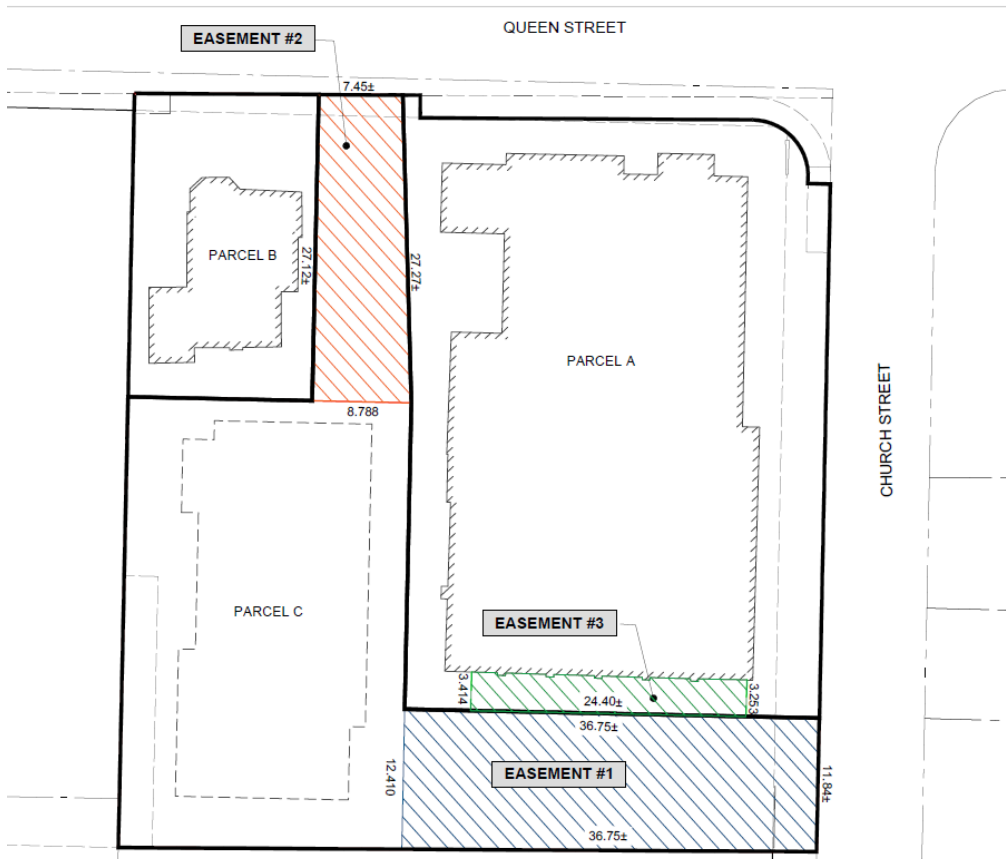 QUEEN STREET
EASEMENT #2
7.45±
PARCEL B
27.12±
27.27±
PARCEL A
8.788
CHURCH STREET
PARCEL C
EASEMENT #3
3.414
24.40±
3.253
36.75±
12.410
EASEMENT #1
11.84±
36.75±